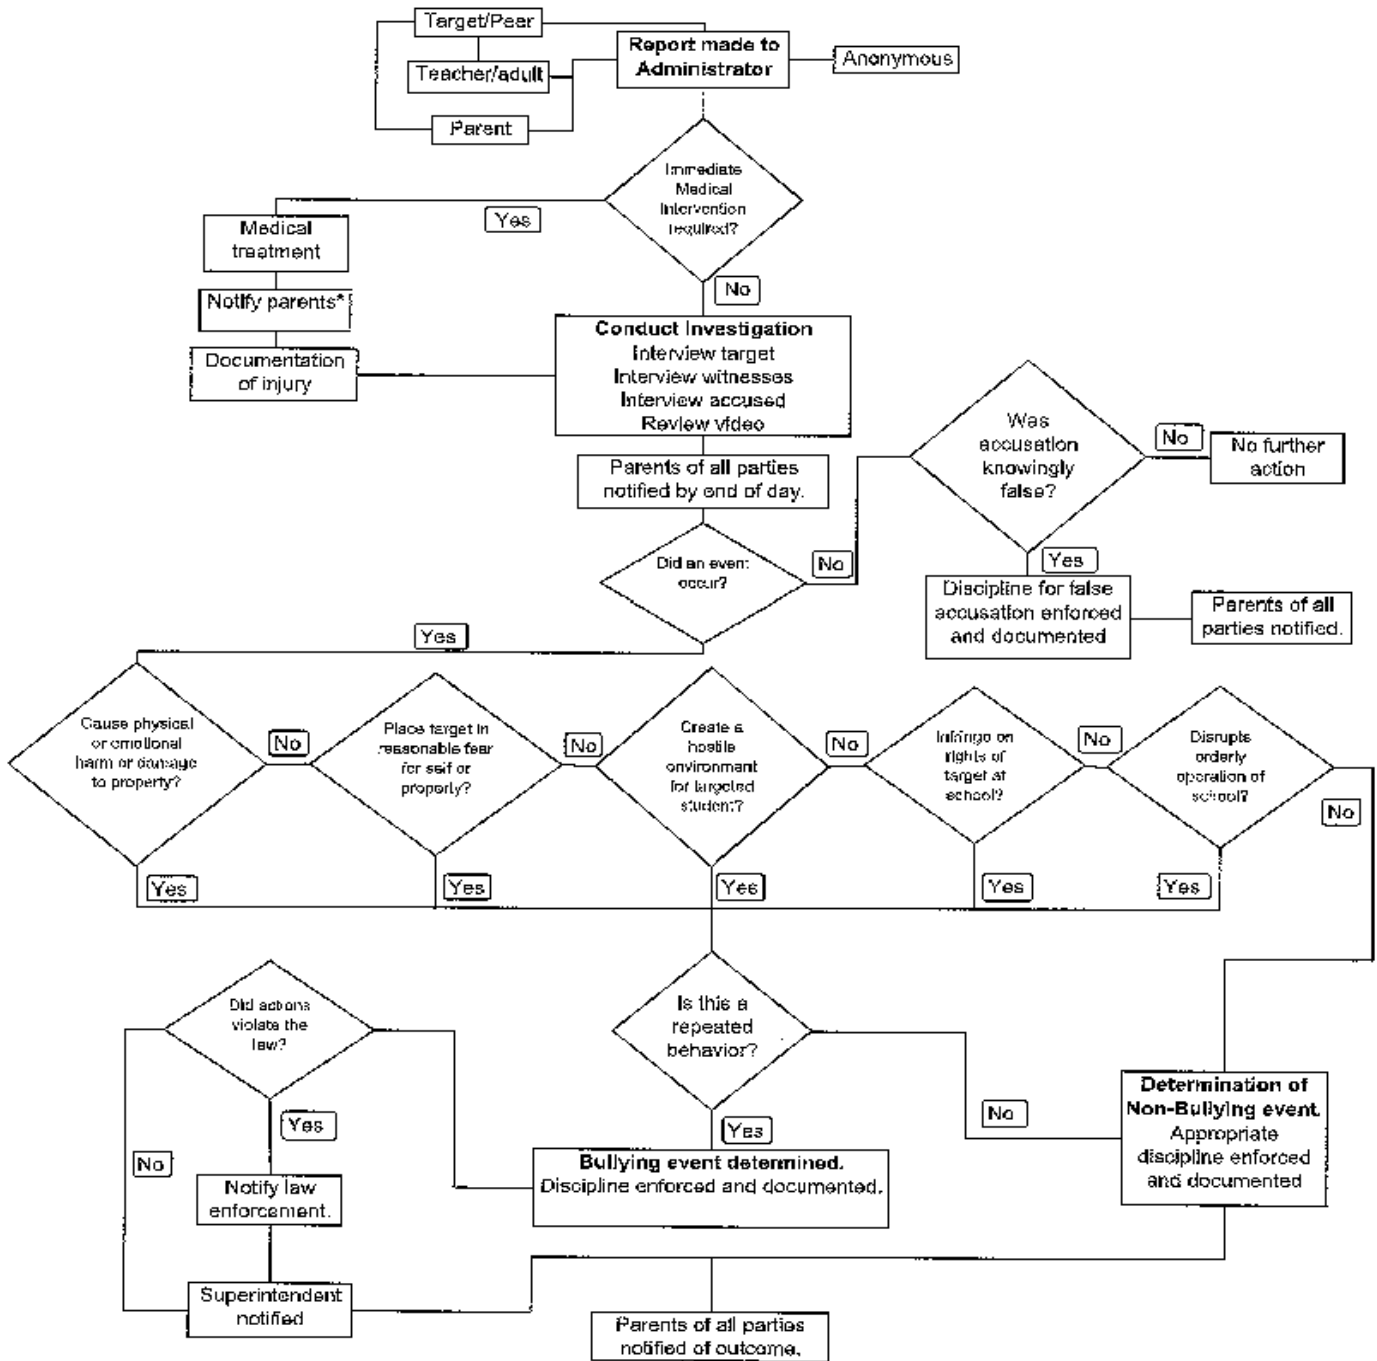 Target/Peer
Report made to
Administrator
Anonymous
Teacher/adult
Parent
Immediate
Medical
Intervention
required?
Yes
Medical
treatment
No
Notify parents*
Conduct Investigation
Interview target
Interview witnesses
Interview accused
Review video
Documentation
of injury
Was
accusation
knowingly
false?
No
No further
action
Parents of all parties
notified by end of day.
Did an event
occur?
No
Yes
Discipline for false
accusation enforced
and documented
Parents of all
parties notified.
Yes
Cause physical
or emotional
harm or damage
to property?
No
Place target in
reasonable fear
for self or
property?
No
Create a
hostile
environment
for targeted
student?
No
Infringe on
rights of
target at
school?
No
Disrupts
orderly
operation of
school?
No
Yes
Yes
Yes
Yes
Yes
Did actions
violate the
law?
Is this a
repeated
behavior?
Determination of
Non-Bullying event.
Appropriate
discipline enforced
and documented
No
Yes
Yes
No
Bullying event determined.
Discipline enforced and documented.
Notify law
enforcement.
Superintendent
notified
Parents of all parties
notified of outcome.